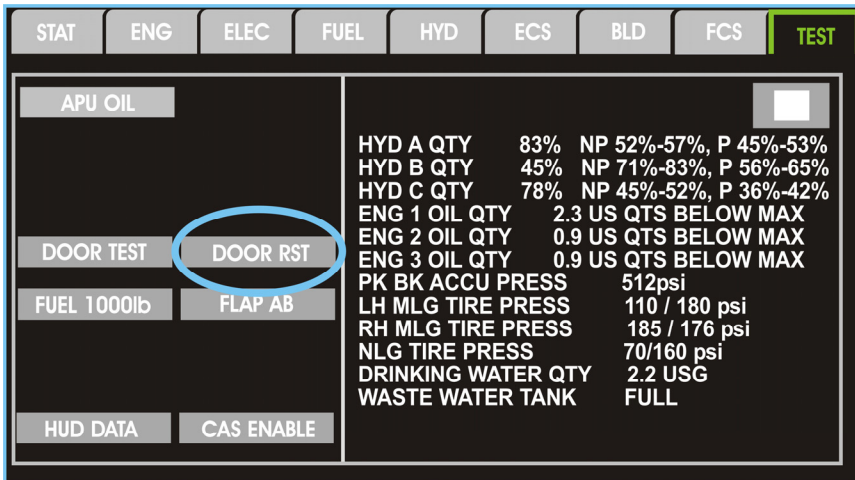 STAT ENG ELEC FUEL HYD ECS BLD FCS TEST
APU OIL
DOOR TEST DOOR RST
FUEL 1000lb FLAP AB
HUD DATA CAS ENABLE
HYD A QTY 83% NP 52%-57%, P 45%-53%
HYD B QTY 45% NP 71%-83%, P 56%-65%
HYD C QTY 78% NP 45%-52%, P 36%-42%
ENG 1 OIL QTY 2.3 US QTS BELOW MAX
ENG 2 OIL QTY 0.9 US QTS BELOW MAX
ENG 3 OIL QTY 0.9 US QTS BELOW MAX
PK BK ACCU PRESS 512psi
LH MLG TIRE PRESS 110 / 180 psi
RH MLG TIRE PRESS 185 / 176 psi
NLG TIRE PRESS 70/160 psi
DRINKING WATER QTY 2.2 USG
WASTE WATER TANK FULL